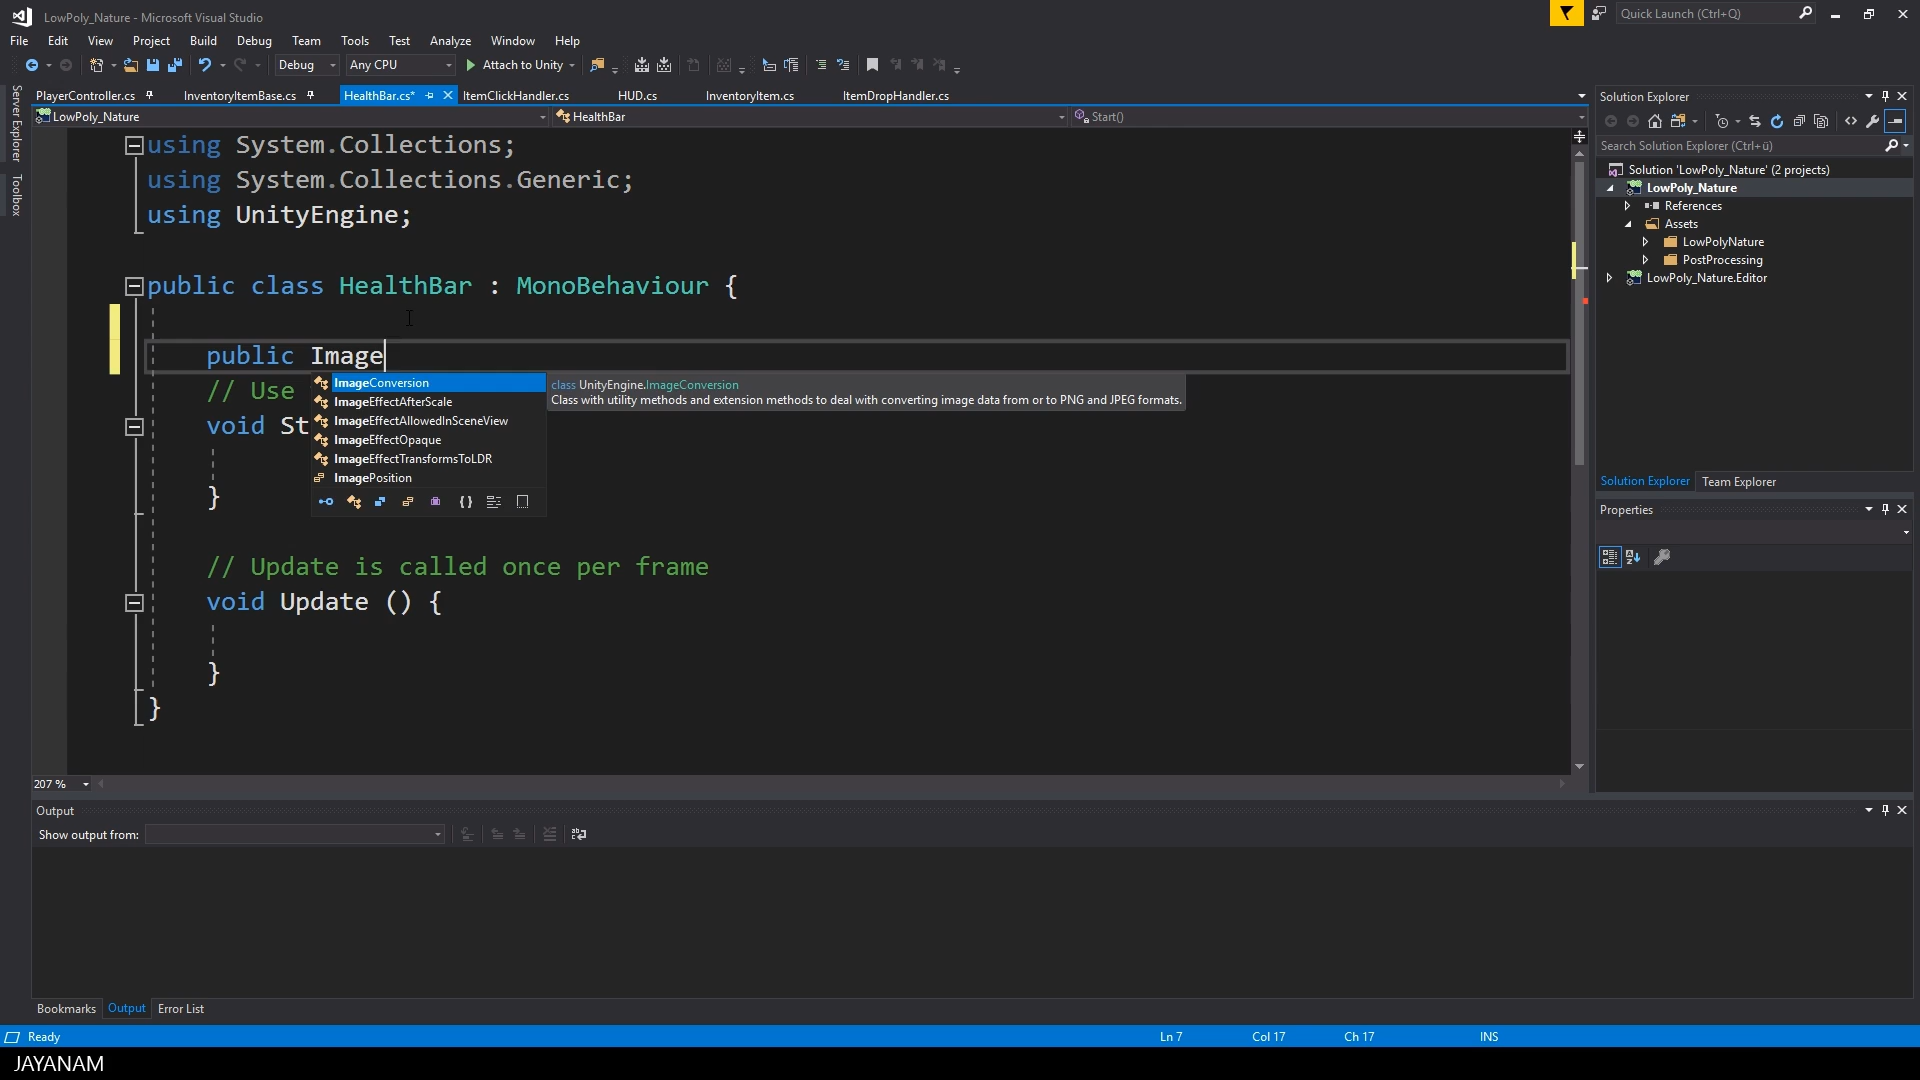 LowPoly_Nature - Microsoft Visual Studio
Quick Launch (Ctrl+Q)
File Edit View Project Build Debug Team Tools Test Analyze Window Help
Debug Any CPU Attach to Unity
Server Explorer
Toolbox
PlayerController.cs InventoryItemBase.cs HealthBar.cs* ItemClickHandler.cs HUD.cs InventoryItem.cs ItemDropHandler.cs
LowPoly_Nature HealthBar Start()
using System.Collections;
using System.Collections.Generic;
using UnityEngine;
public class HealthBar : MonoBehaviour {
public Image
// Use
void St
}
ImageConversion
ImageEffectAfterScale
ImageEffectAllowedInSceneView
ImageEffectOpaque
ImageEffectTransformsToLDR
ImagePosition
class UnityEngine.ImageConversion
Class with utility methods and extension methods to deal with converting image data from or to PNG and JPEG formats.
// Update is called once per frame
void Update () {
}
}
207 %
Solution Explorer
Search Solution Explorer (Ctrl+ü)
Solution 'LowPoly_Nature' (2 projects)
LowPoly_Nature
References
Assets
LowPolyNature
PostProcessing
LowPoly_Nature.Editor
Solution Explorer Team Explorer
Properties
Output
Show output from:
Bookmarks Output Error List
Ready Ln 7 Col 17 Ch 17 INS
JAYANAM